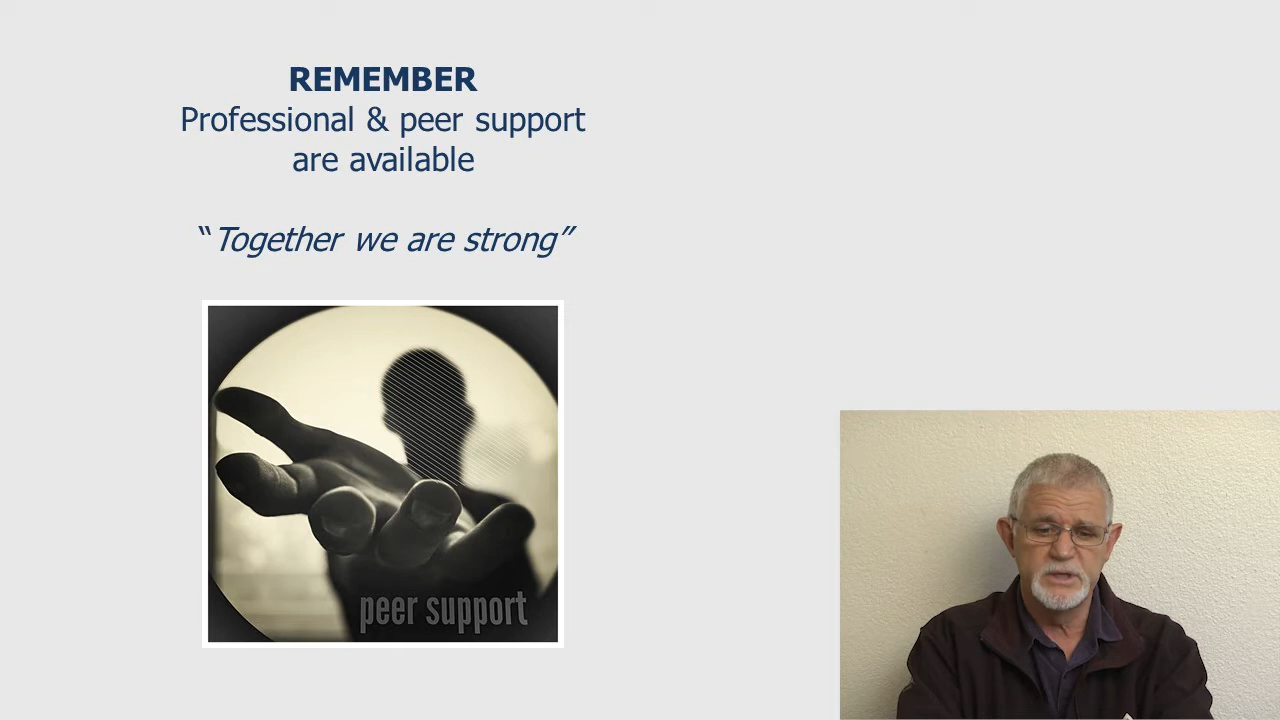 REMEMBER
Professional & peer support
are available
“Together we are strong”
peer support